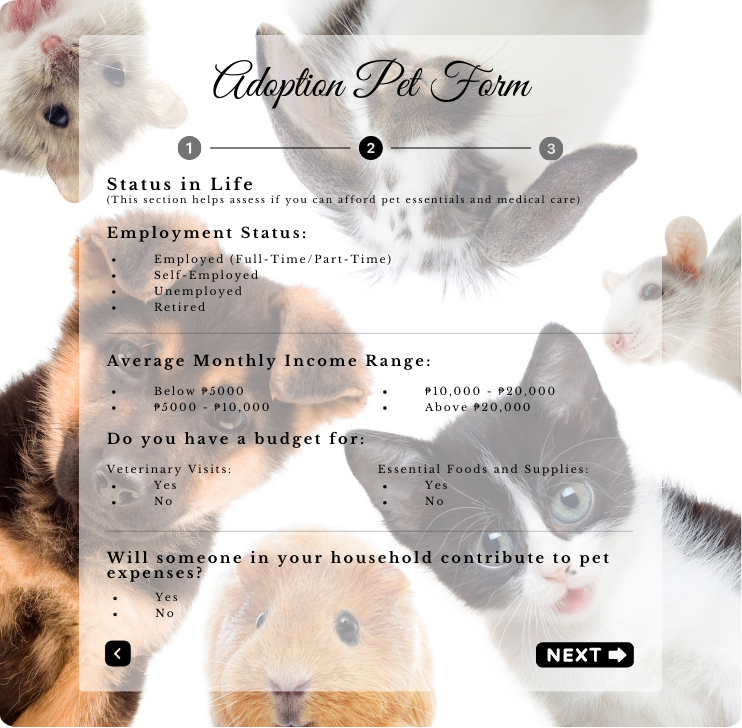 Adoption Pet Form
1 2 3
Status in Life
(This section helps assess if you can afford pet essentials and medical care)
Employment Status:
• Employed (Full-Time/Part-Time)
• Self-Employed
• Unemployed
• Retired
Average Monthly Income Range:
• Below ₱5000
• ₱5000 - ₱10,000
• ₱10,000 - ₱20,000
• Above ₱20,000
Do you have a budget for:
Veterinary Visits:
• Yes
• No
Essential Foods and Supplies:
• Yes
• No
Will someone in your household contribute to pet
expenses?
• Yes
• No
NEXT